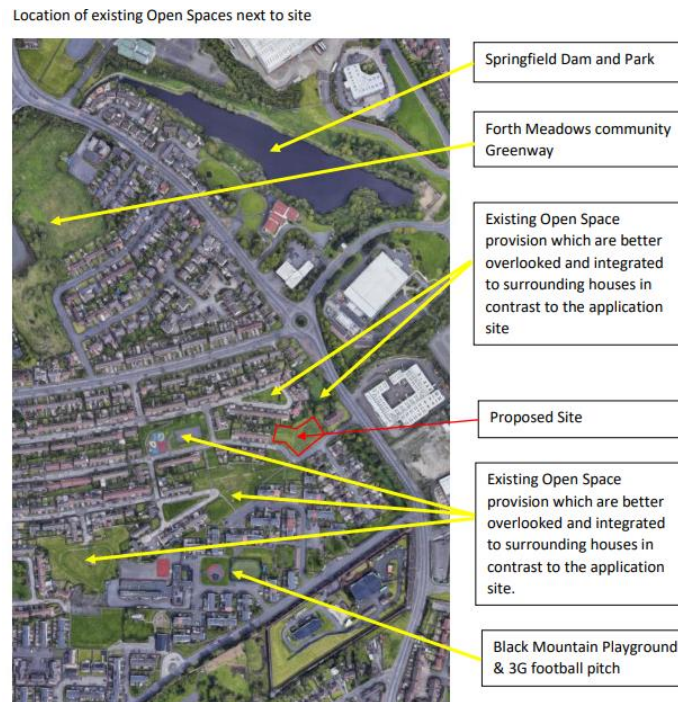 Location of existing Open Spaces next to site
Springfield Dam and Park
Forth Meadows community
Greenway
Existing Open Space
provision which are better
overlooked and integrated
to surrounding houses in
contrast to the application
site
Proposed Site
Existing Open Space
provision which are better
overlooked and integrated
to surrounding houses in
contrast to the application
site.
Black Mountain Playground
& 3G football pitch